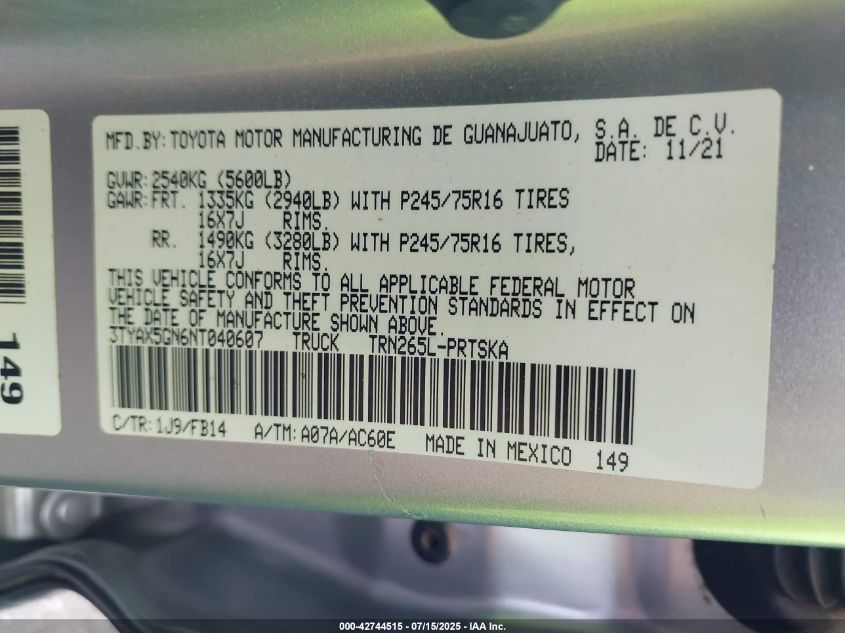 MFD.BY: TOYOTA MOTOR MANUFACTURING DE GUANAJUATO, S.A. DE C.V.
DATE: 11/21
GVWR: 2540KG (5600LB)
GAWR: FRT. 1335KG (2940LB) WITH P245/75R16 TIRES
16X7J RIMS.
RR. 1490KG (3280LB) WITH P245/75R16 TIRES,
16X7J RIMS.
THIS VEHICLE CONFORMS TO ALL APPLICABLE FEDERAL MOTOR
VEHICLE SAFETY AND THEFT PREVENTION STANDARDS IN EFFECT ON
THE DATE OF MANUFACTURE SHOWN ABOVE.
3TYAX5GN6NT040607 TRUCK TRN265L-PRTSKA
C/TR: 1J9/FB14 A/TM: A07A/AC60E MADE IN MEXICO 149
149
000-42744515 - 07/15/2025 - IAA Inc.